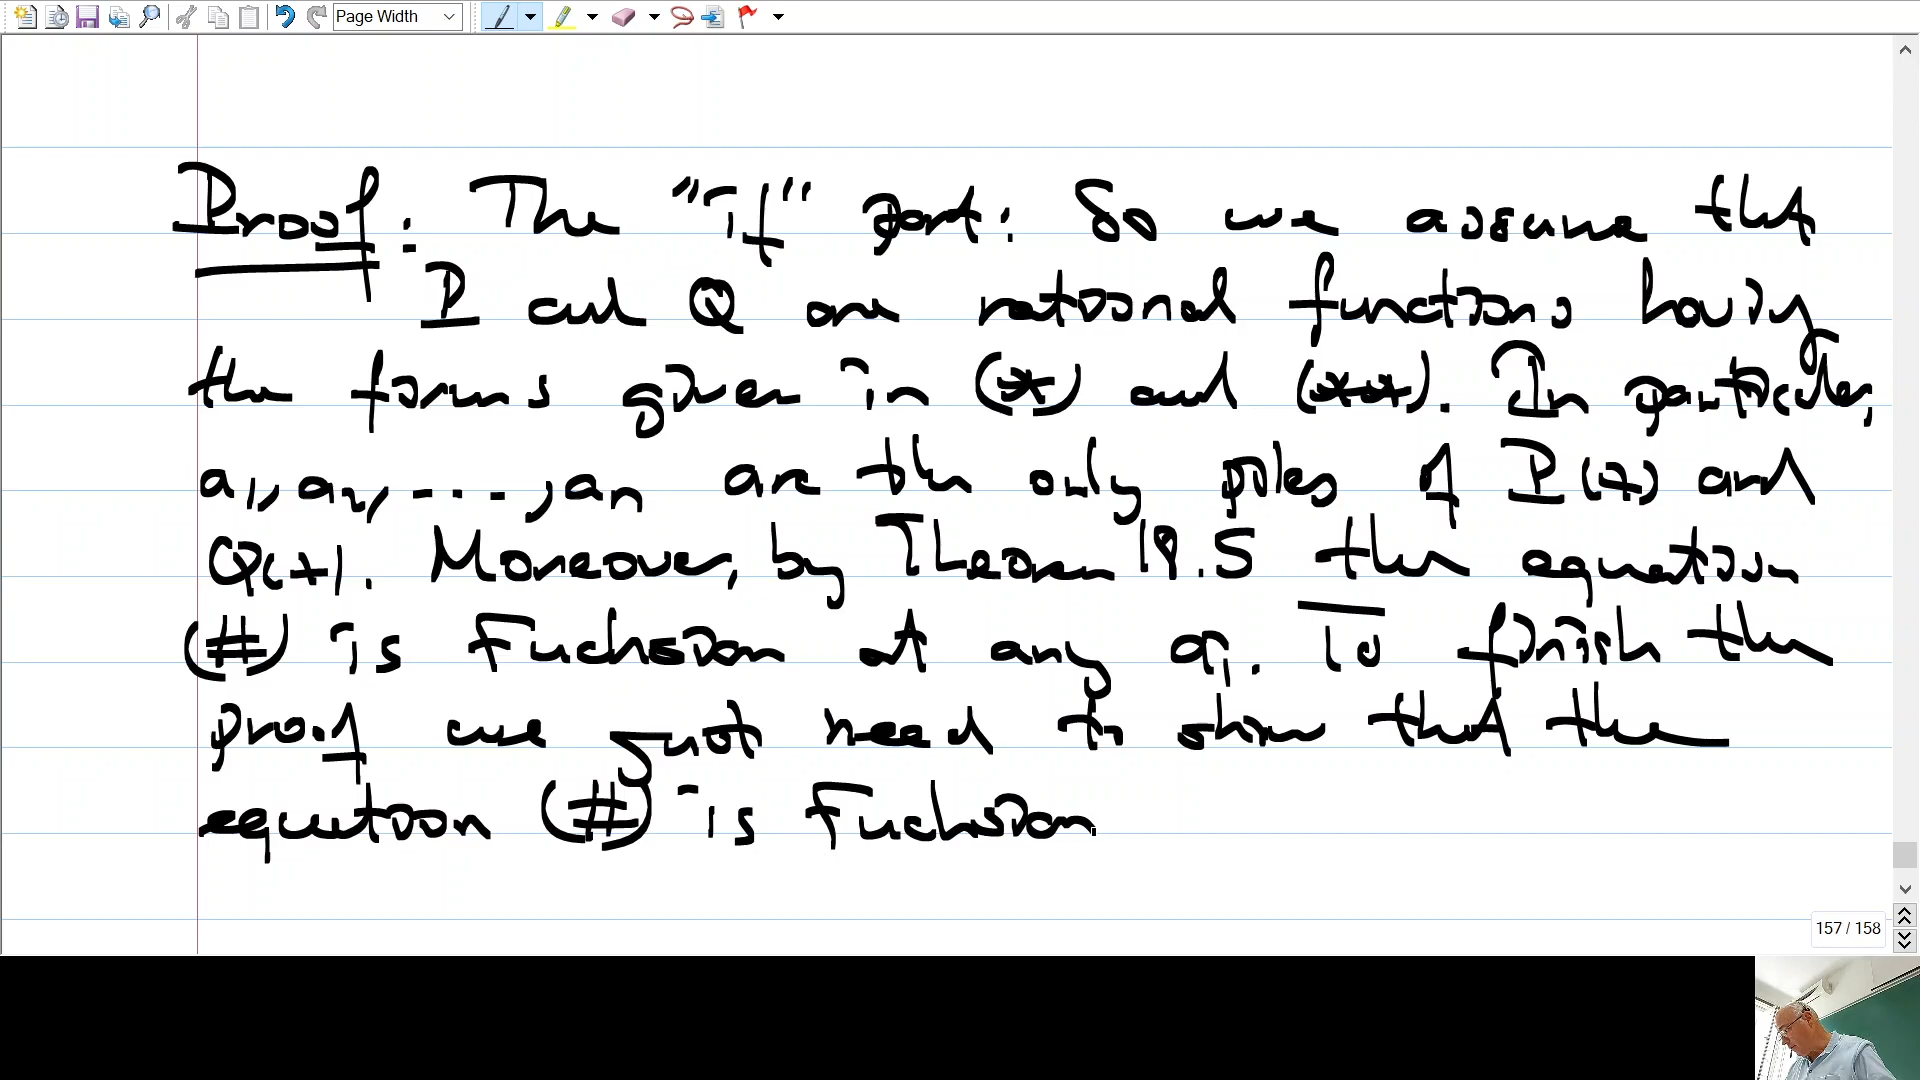 Page Width
Proof: The "if" part: So we assume that
P and Q are rational functions having
the forms given in (*) and (**). In particular,
a1, a2, ..., an are the only poles of P(z) and
Q(z). Moreover, by Theorem 19.5 the equation
(#) is Fuchsian at any aj. To finish the
proof we just need to show that the
equation (#) is Fuchsian
157 / 158